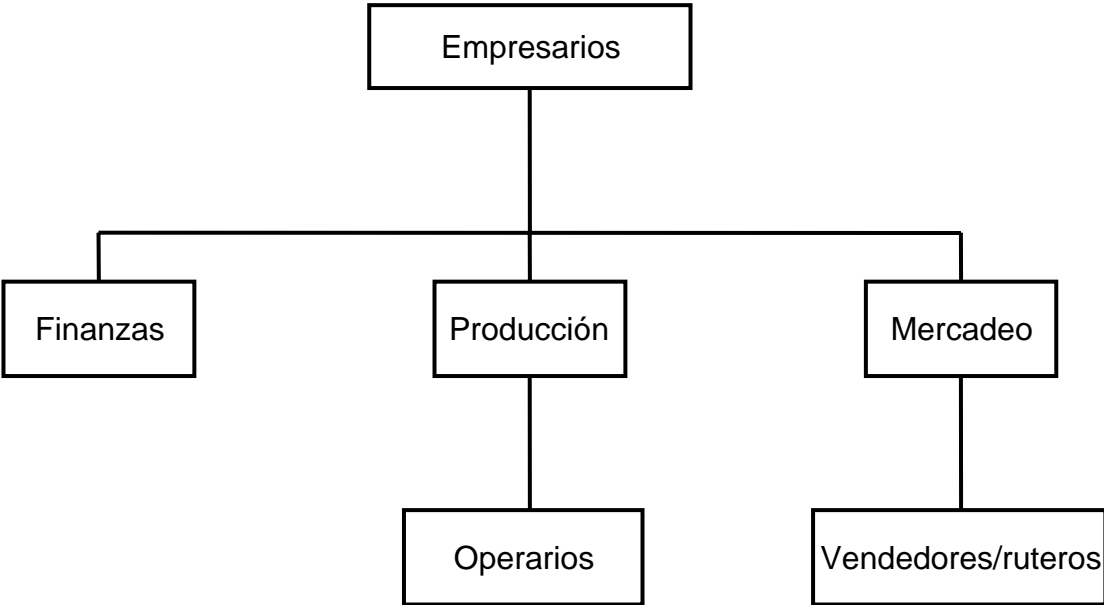 Empresarios
Finanzas
Producción
Mercadeo
Operarios
Vendedores/ruteros